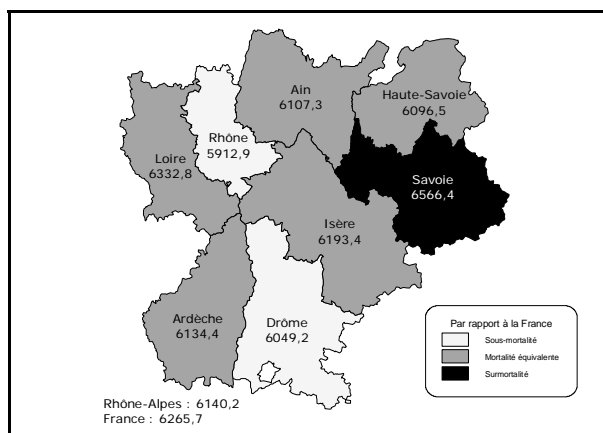 Ain
6107,3
Haute-Savoie
6096,5
Rhône
5912,9
Loire
6332,8
Savoie
6566,4
Isère
6193,4
Ardèche
6134,4
Drôme
6049,2
Par rapport à la France
Sous-mortalité
Mortalité équivalente
Surmortalité
Rhône-Alpes : 6140,2
France : 6265,7